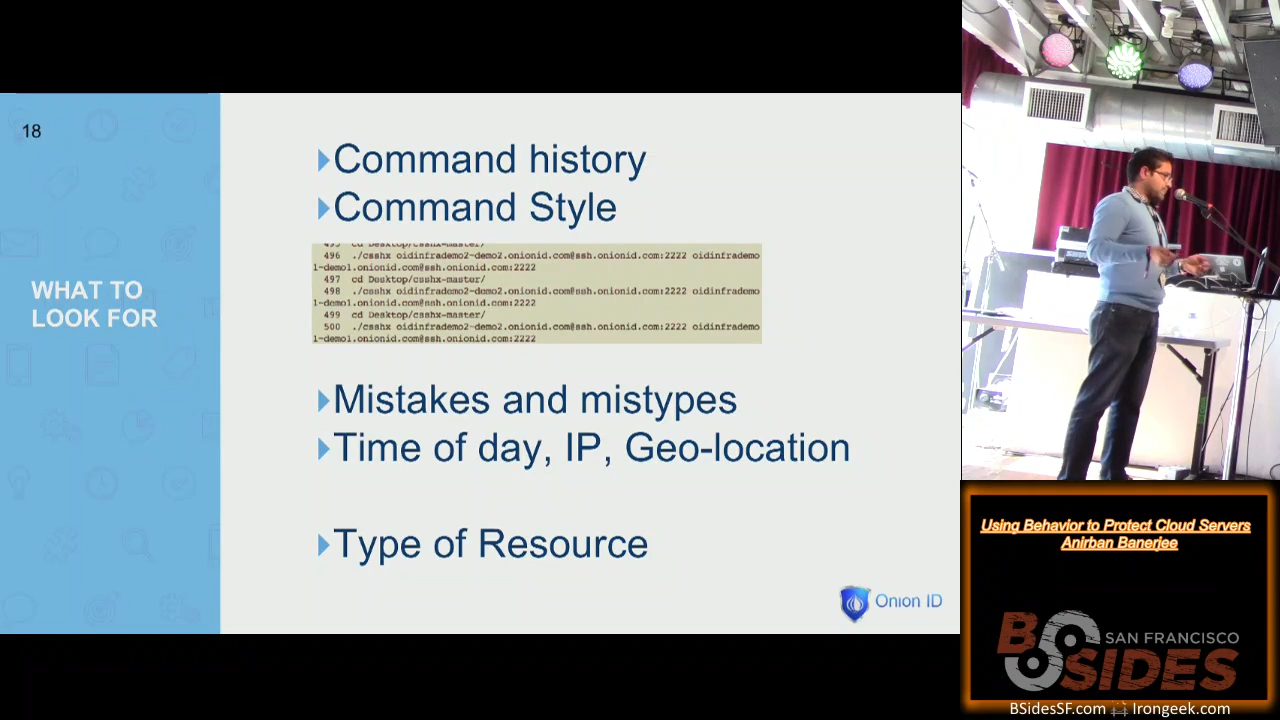 18
WHAT TO
LOOK FOR
Command history
Command Style
495 cd Desktop/csshx-master/
496 ./csshx oidinfrademo2-demo2.onionid.com@ssh.onionid.com:2222 oidinfrademo
1-demo1.onionid.com@ssh.onionid.com:2222
497 cd Desktop/csshx-master/
498 ./csshx oidinfrademo2-demo2.onionid.com@ssh.onionid.com:2222 oidinfrademo
1-demo1.onionid.com@ssh.onionid.com:2222
499 cd Desktop/csshx-master/
500 ./csshx oidinfrademo2-demo2.onionid.com@ssh.onionid.com:2222 oidinfrademo
1-demo1.onionid.com@ssh.onionid.com:2222
Mistakes and mistypes
Time of day, IP, Geo-location
Type of Resource
Onion ID
Using Behavior to Protect Cloud Servers
Anirban Banerjee
BSIDES
SAN FRANCISCO
BSidesSF.com Irongeek.com